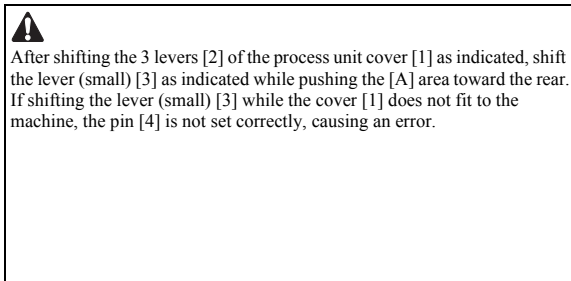 After shifting the 3 levers [2] of the process unit cover [1] as indicated, shift
the lever (small) [3] as indicated while pushing the [A] area toward the rear.
If shifting the lever (small) [3] while the cover [1] does not fit to the
machine, the pin [4] is not set correctly, causing an error.